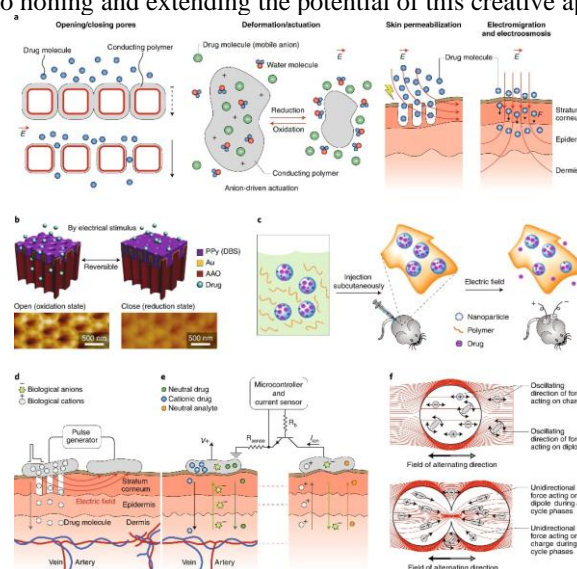 o honing and extending the potential of this creative ap
a
Opening/closing pores
Deformation/actuation
Skin permeabilization
Electromigration
and electroosmosis
Drug molecule
Conducting polymer
Drug molecule (mobile anion)
Water molecule
Reduction
Oxidation
Conducting polymer
Anion-driven actuation
Drug molecule
Stratum
corneum
Epidermis
Dermis
E
E
E
E
b
By electrical stimulus
Reversible
PPy (DBS)
Au
AAO
Drug
Open (oxidation state)
Close (reduction state)
500 nm
500 nm
c
Injection
subcutaneously
Electric field
Nanoparticle
Polymer
Drug
d
Biological anions
Biological cations
Pulse
generator
Electric field
Drug molecule
Stratum
corneum
Epidermis
Dermis
Vein
Artery
e
Neutral drug
Cationic drug
Neutral analyte
Microcontroller
and current sensor
V+
Vein
Artery
f
Oscillating
direction of for
acting on char
Oscillating
direction of for
acting on dipol
Field of alternating direction
Unidirectional
force acting o
dipole during a
cycle phases
Unidirectional
force acting on
charge during
cycle phases
Field of alternating direction